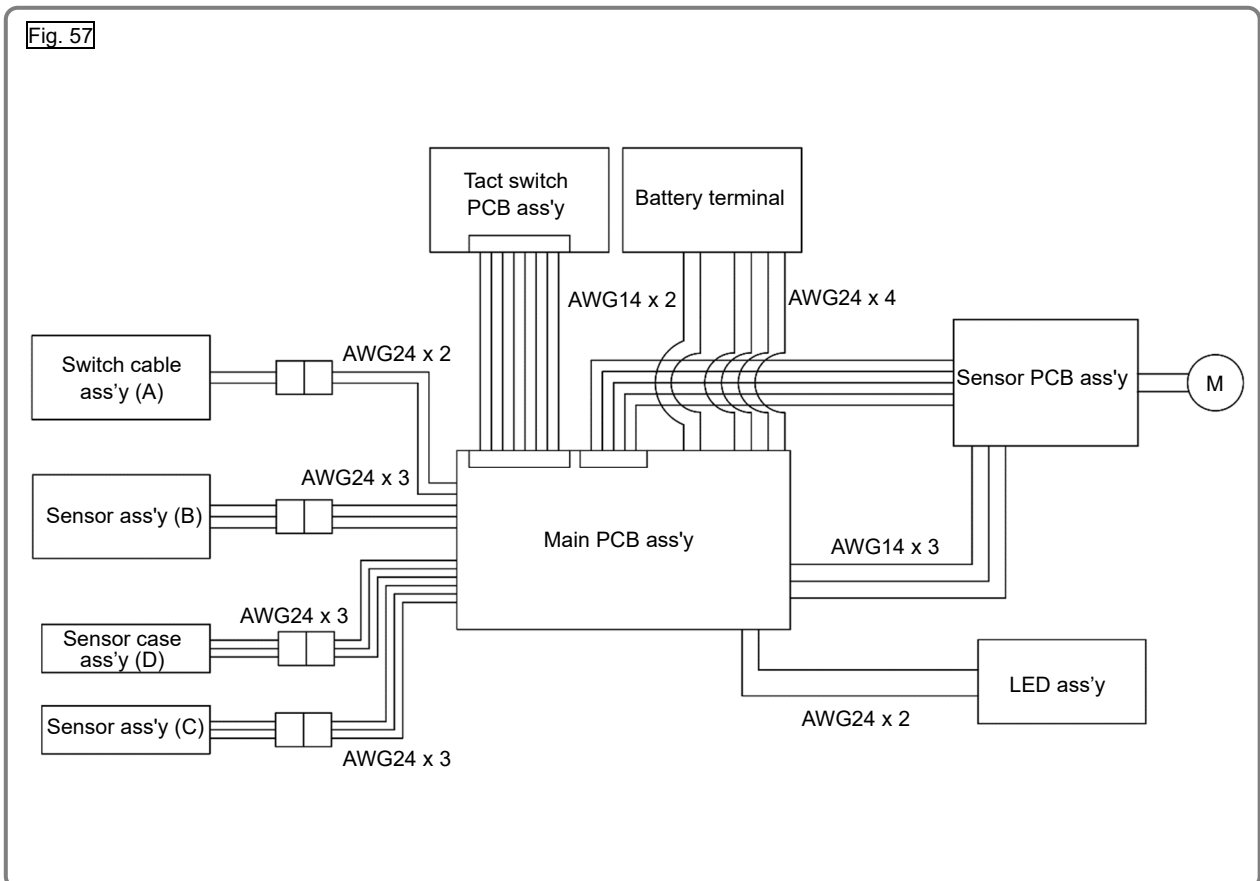 Fig. 57
Tact switch
PCB ass'y
Battery terminal
AWG14 x 2
AWG24 x 4
Switch cable
ass’y (A)
AWG24 x 2
Sensor PCB ass'y
M
Sensor ass'y (B)
AWG24 x 3
Main PCB ass'y
AWG14 x 3
Sensor case
ass’y (D)
AWG24 x 3
LED ass’y
AWG24 x 2
Sensor ass'y (C)
AWG24 x 3